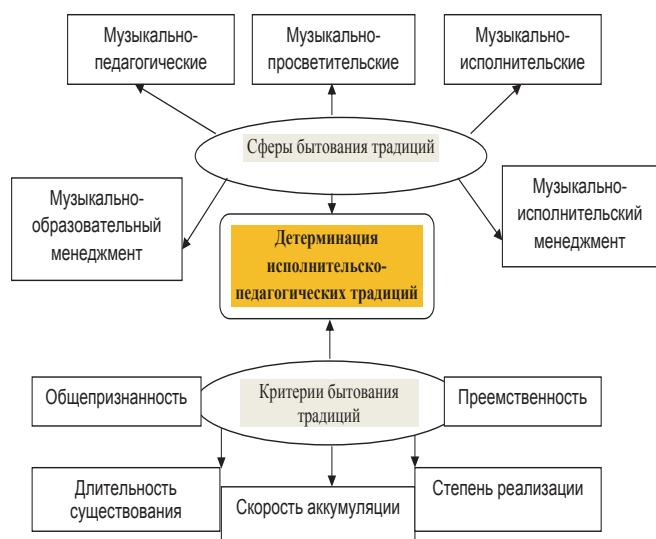 Музыкально-
педагогические
Музыкально-
просветительские
Музыкально-
исполнительские
Сферы бытования традиций
Музыкально-
образовательный
менеджмент
Музыкально-
исполнительский
менеджмент
Детерминация
исполнительско-
педагогических традиций
Общепризнанность
Критерии бытования
традиций
Преемственность
Длительность
существования
Скорость аккумуляции
Степень реализации